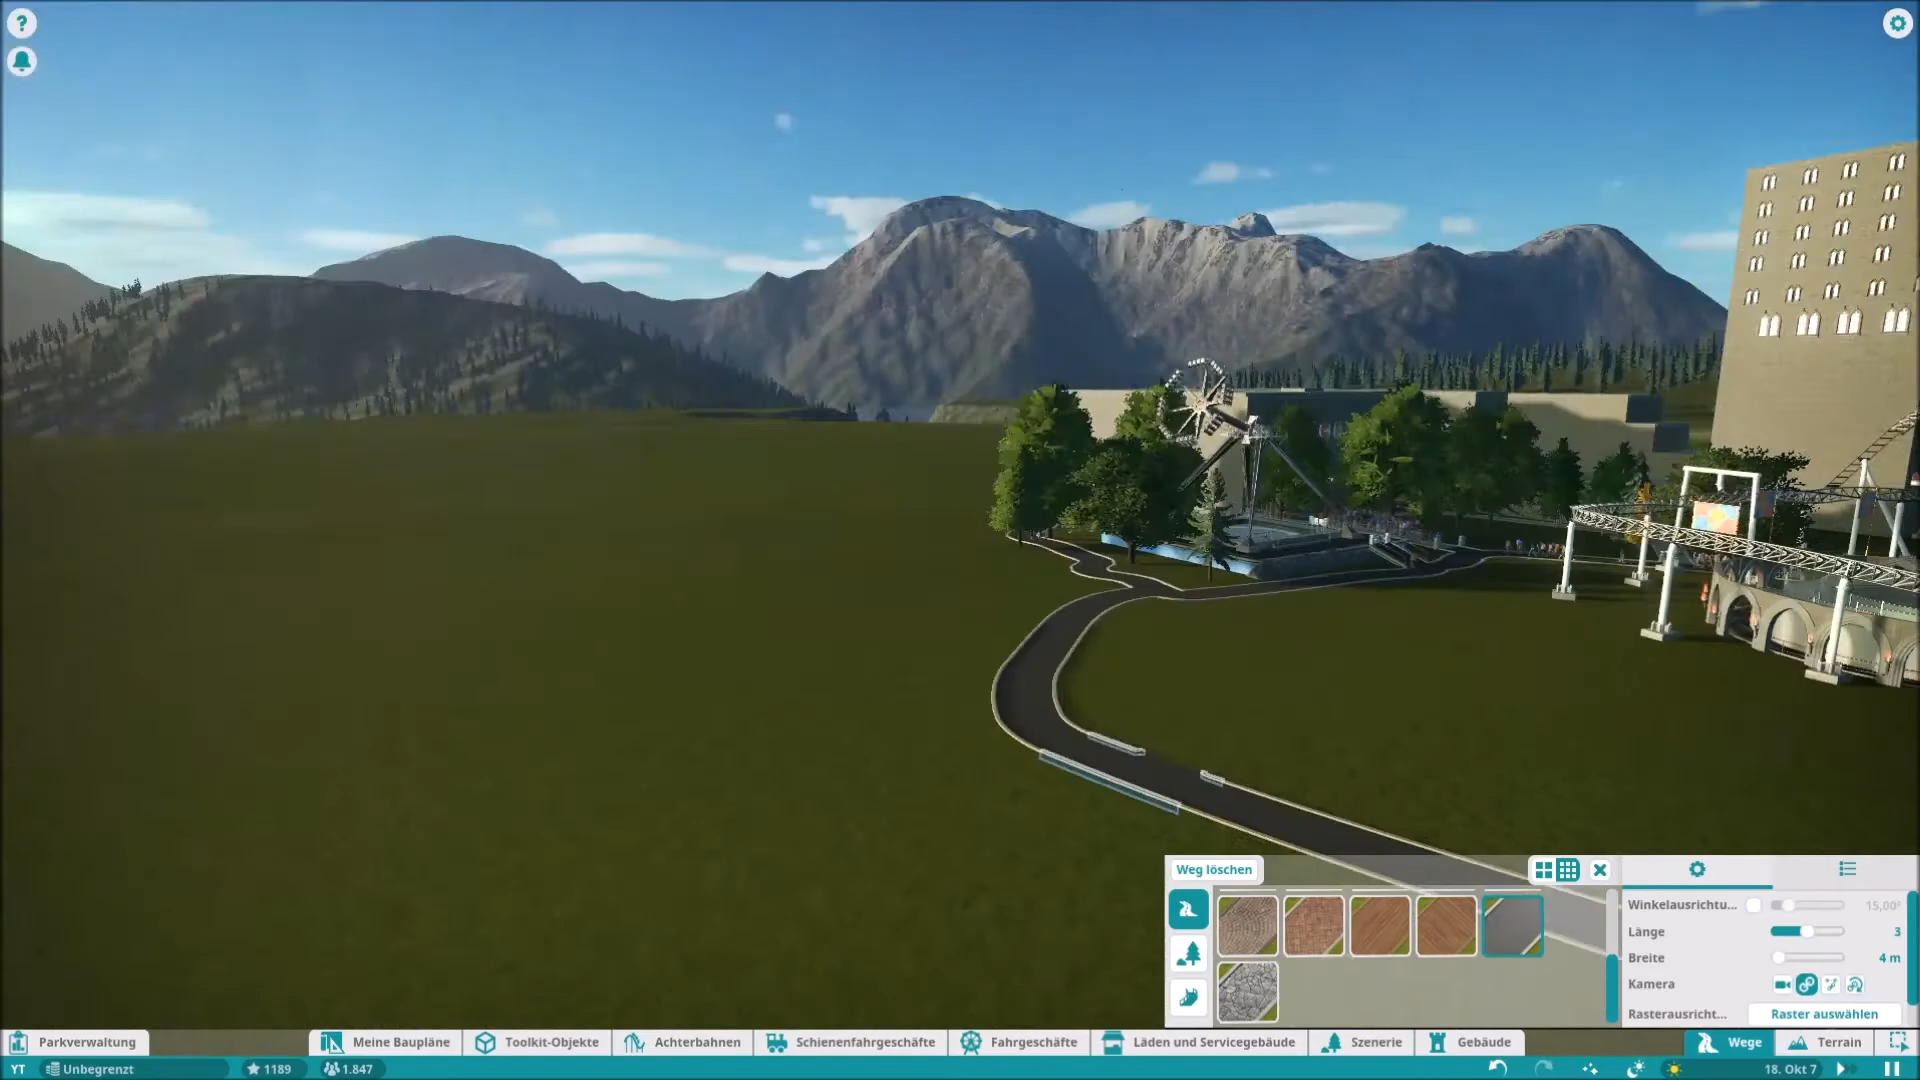 ?
Weg löschen
Winkelausrichtu... 15,00°
Länge 3
Breite 4 m
Kamera
Rasterausricht... Raster auswählen
Parkverwaltung Meine Baupläne Toolkit-Objekte Achterbahnen Schienenfahrgeschäfte Fahrgeschäfte Läden und Servicegebäude Szenerie Gebäude Wege Terrain
YT Unbegrenzt 1189 1.847 18. Okt 7